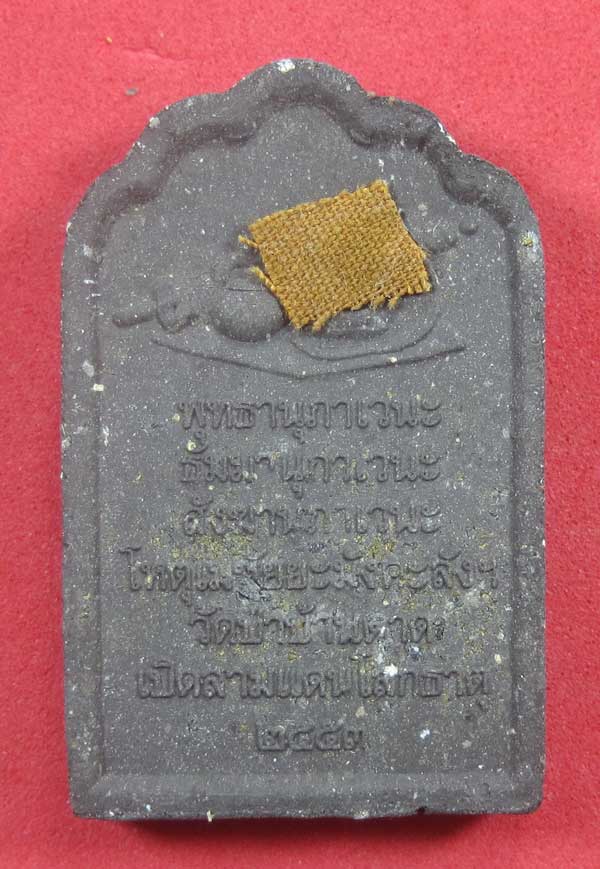 พุทธานุภาเวนะ
ธัมมานุภาเวนะ
สังฆานุภาเวนะ
โหตุเมชัยยะมังคะลังฯ
วัดป่าบ้านตาด
เปิดสามแดนโลกธาตุ
๒๕๕๓